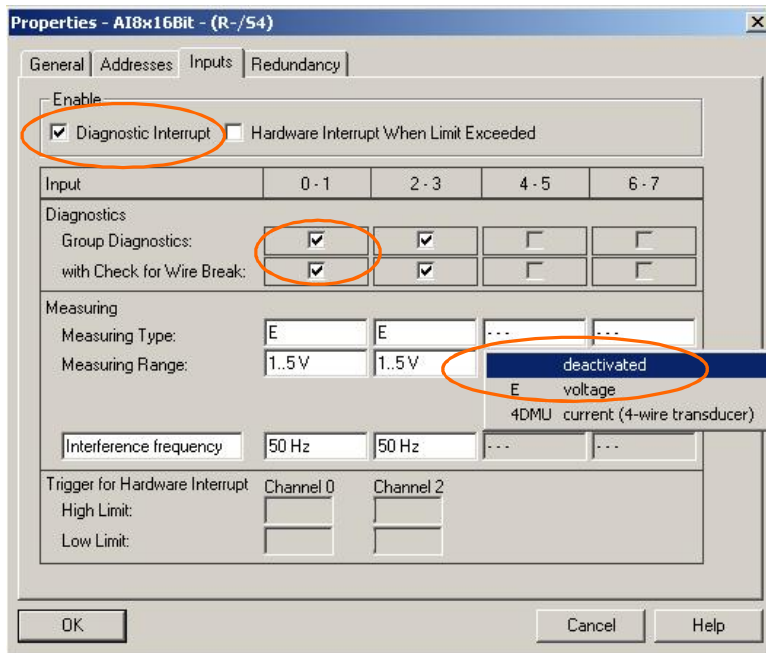 Properties - AI8x16Bit - (R-/S4)
General Addresses Inputs Redundancy
Enable
Diagnostic Interrupt Hardware Interrupt When Limit Exceeded
Input 0 - 1 2 - 3 4 - 5 6 - 7
Diagnostics
Group Diagnostics:
with Check for Wire Break:
Measuring
Measuring Type: E E - - - - - -
Measuring Range: 1..5 V 1..5 V deactivated
E voltage
4DMU current (4-wire transducer)
Interference frequency 50 Hz 50 Hz - - - - - -
Trigger for Hardware Interrupt Channel 0 Channel 2
High Limit:
Low Limit:
OK Cancel Help